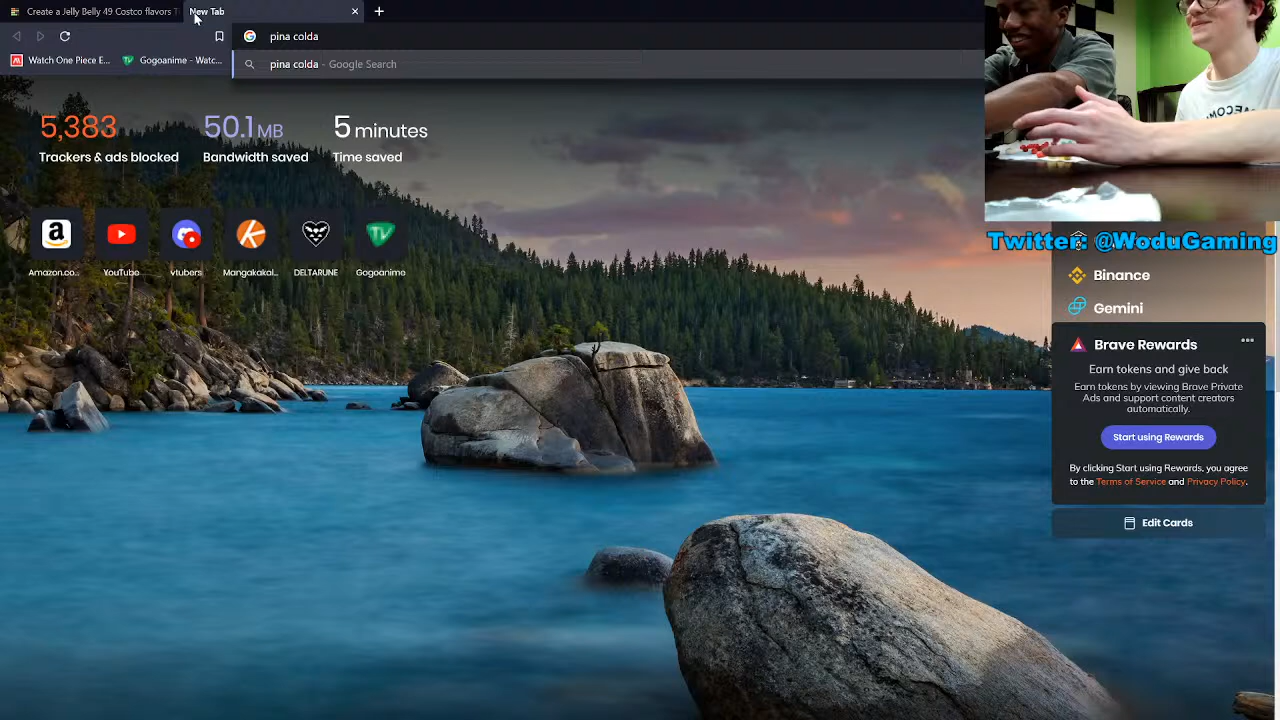 Create a Jelly Belly 49 Costco flavors T
New Tab
pina colda
Watch One Piece E...
Gogoanime - Watc...
pina colda - Google Search
5,383
50.1 MB
5 minutes
Trackers & ads blocked
Bandwidth saved
Time saved
Amazon.co...
YouTube
vtubers
Mangakakal...
DELTARUNE
Gogoanime
Twitter: @WoduGaming
Binance
Gemini
Brave Rewards
Earn tokens and give back
Earn tokens by viewing Brave Private
Ads and support content creators
automatically.
Start using Rewards
By clicking Start using Rewards, you agree
to the Terms of Service and Privacy Policy.
Edit Cards